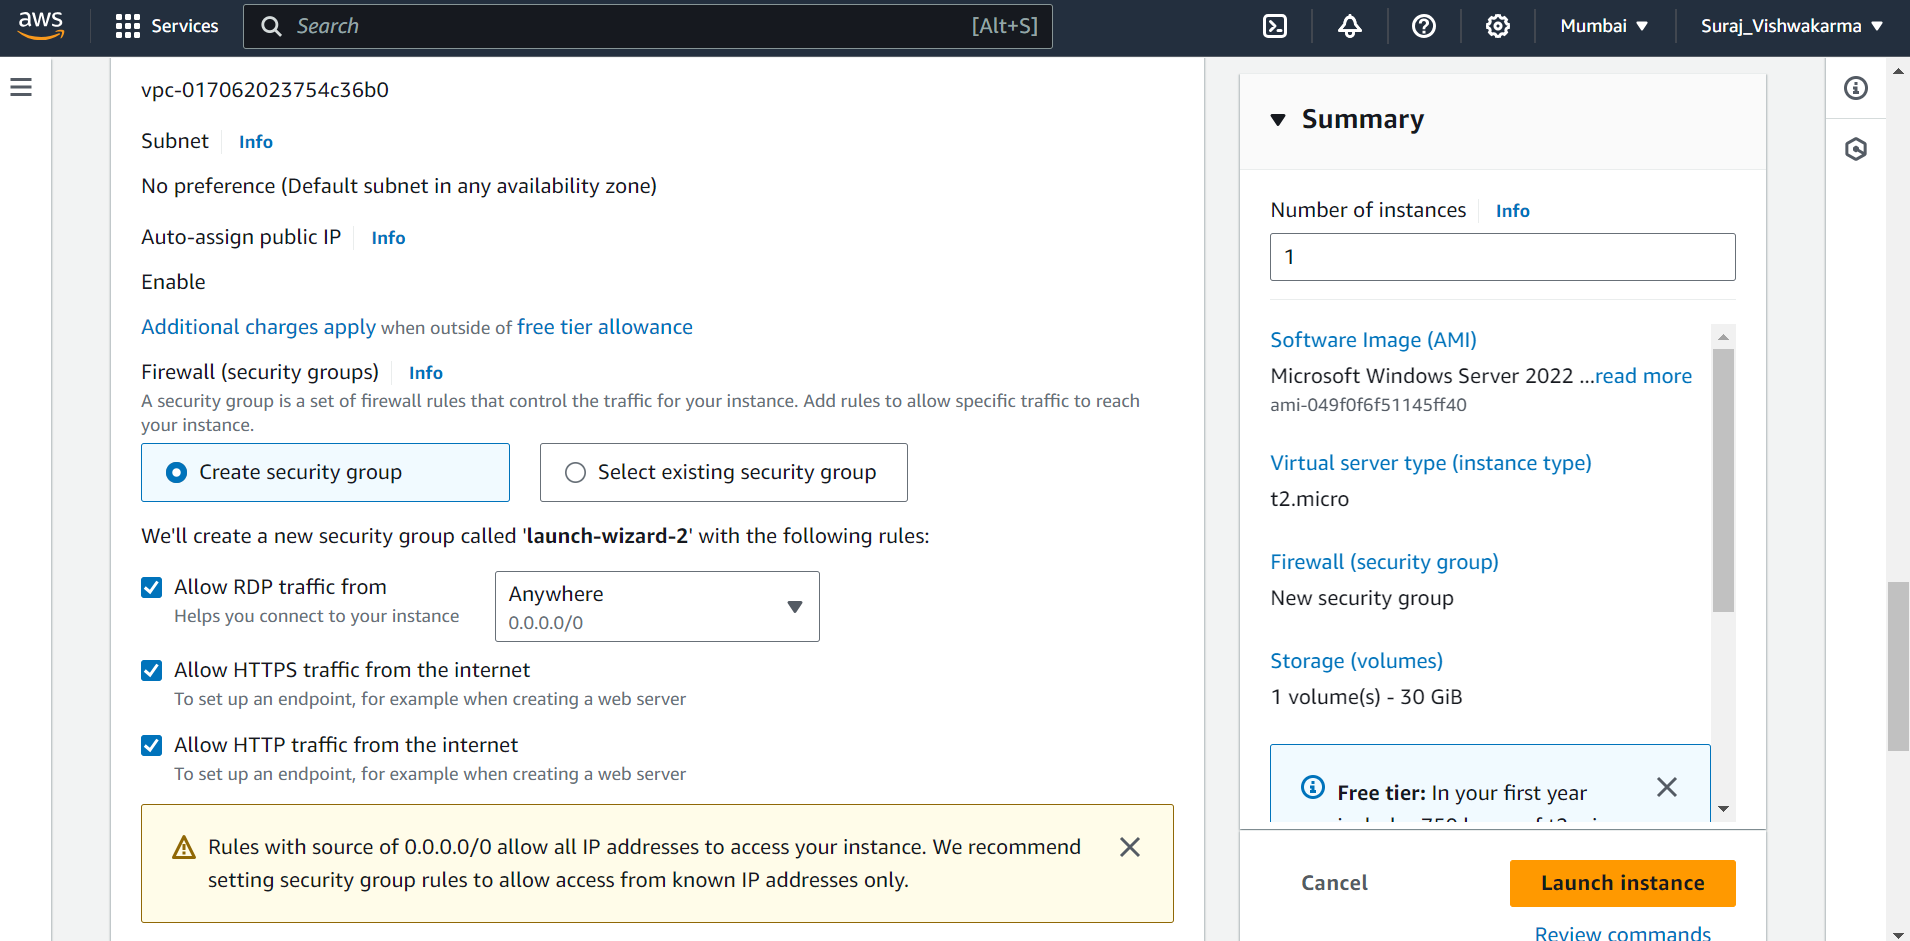 aws
Services
Search
[Alt+S]
Mumbai
Suraj_Vishwakarma
vpc-017062023754c36b0
Subnet
Info
No preference (Default subnet in any availability zone)
Auto-assign public IP
Info
Enable
Additional charges apply when outside of free tier allowance
Firewall (security groups)
Info
A security group is a set of firewall rules that control the traffic for your instance. Add rules to allow specific traffic to reach
your instance.
Create security group
Select existing security group
We'll create a new security group called 'launch-wizard-2' with the following rules:
Allow RDP traffic from
Helps you connect to your instance
Anywhere
0.0.0.0/0
Allow HTTPS traffic from the internet
To set up an endpoint, for example when creating a web server
Allow HTTP traffic from the internet
To set up an endpoint, for example when creating a web server
Rules with source of 0.0.0.0/0 allow all IP addresses to access your instance. We recommend
setting security group rules to allow access from known IP addresses only.
Summary
Number of instances
Info
1
Software Image (AMI)
Microsoft Windows Server 2022 ...read more
ami-049f0f6f51145ff40
Virtual server type (instance type)
t2.micro
Firewall (security group)
New security group
Storage (volumes)
1 volume(s) - 30 GiB
Free tier: In your first year
Cancel
Launch instance
Review commands